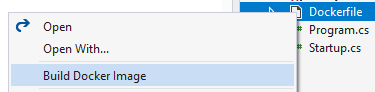 Dockerfile
Program.cs
Startup.cs
Open
Open With...
Build Docker Image